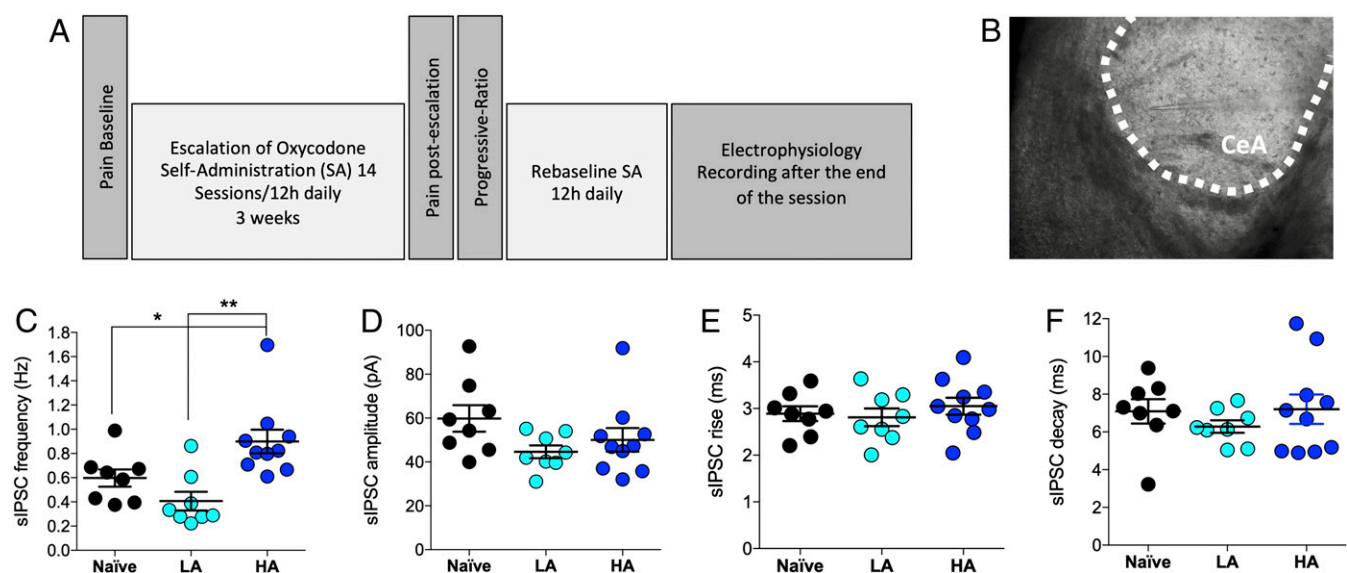 A
Pain Baseline
Escalation of Oxycodone
Self-Administration (SA) 14
Sessions/12h daily
3 weeks
Pain post-escalation
Progressive-Ratio
Rebaseline SA
12h daily
Electrophysiology
Recording after the end
of the session
B
CeA
C
sIPSC frequency (Hz)
1.8
1.6
1.4
1.2
1.0
0.8
0.6
0.4
0.2
0.0
*
**
Naïve LA HA
D
sIPSC amplitude (pA)
100
80
60
40
20
0
Naïve LA HA
E
sIPSC rise (ms)
5
4
3
2
1
0
Naïve LA HA
F
sIPSC decay (ms)
12
10
8
6
4
2
0
Naïve LA HA